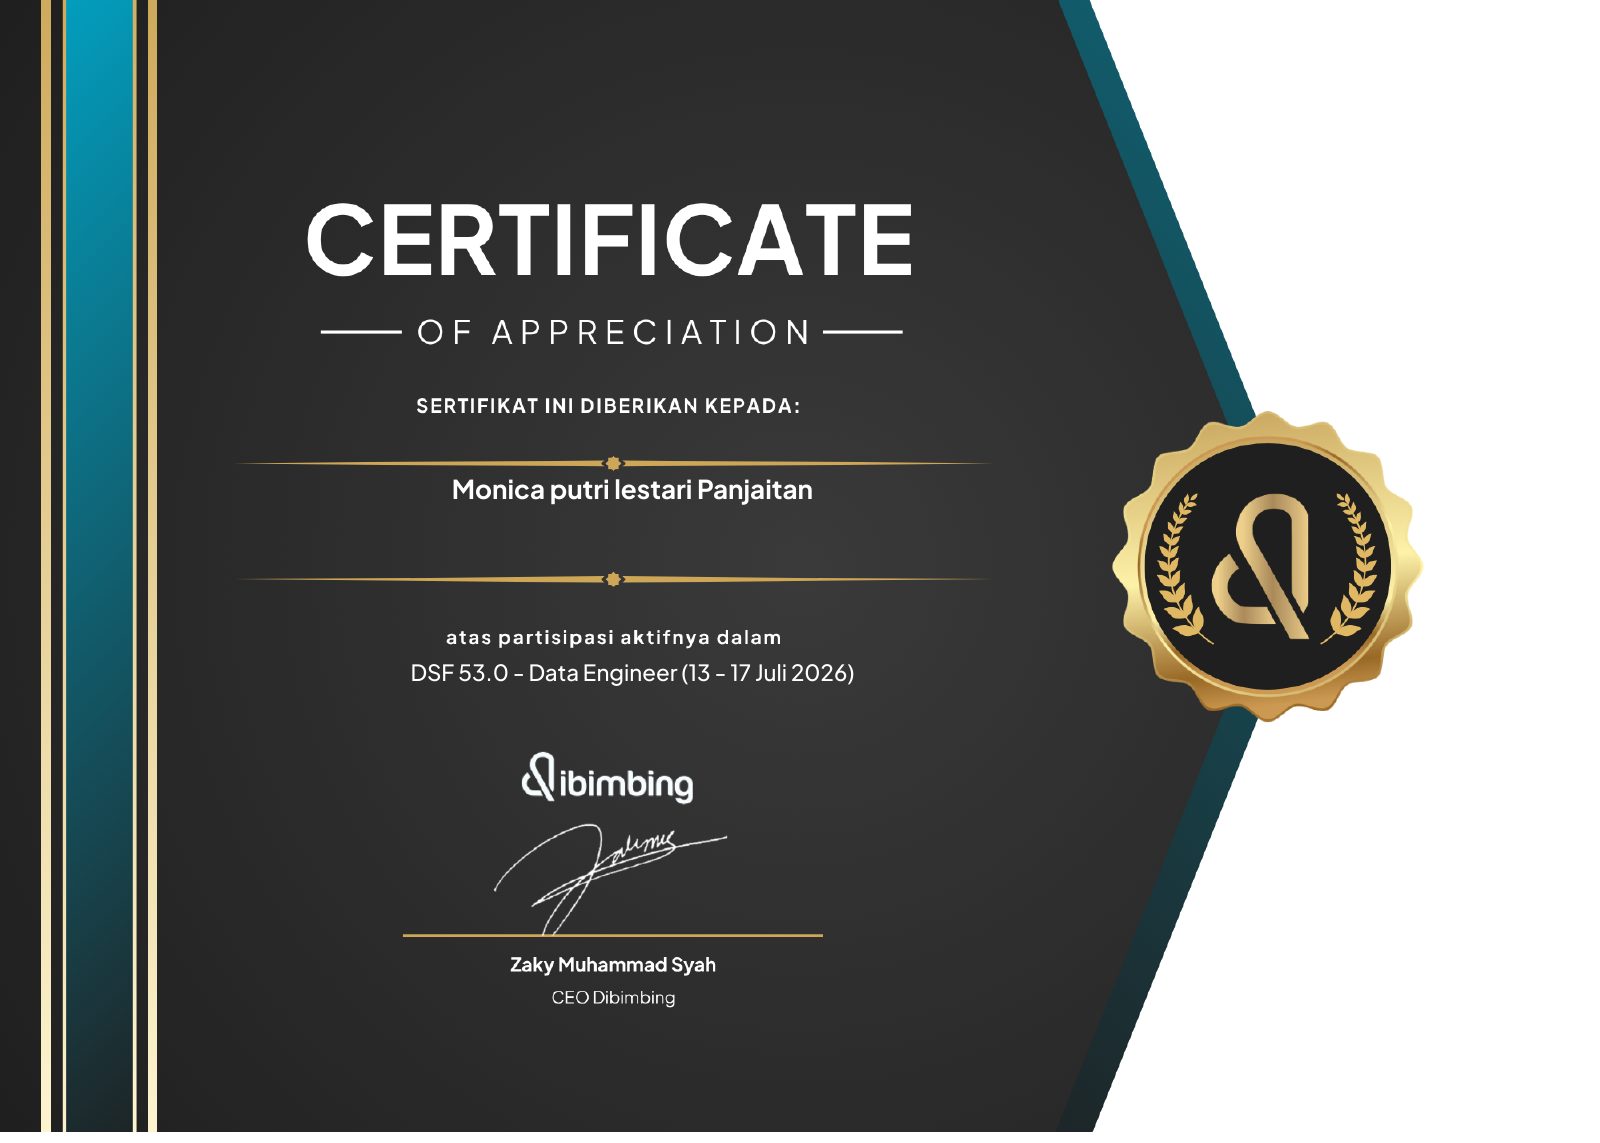 CERTIFICATE
OF APPRECIATION
SERTIFIKAT INI DIBERIKAN KEPADA:
Monica putri lestari Panjaitan
atas partisipasi aktifnya dalam
DSF 53.0 - Data Engineer (13 - 17 Juli 2026)
dibimbing
Zaky Muhammad Syah
CEO Dibimbing